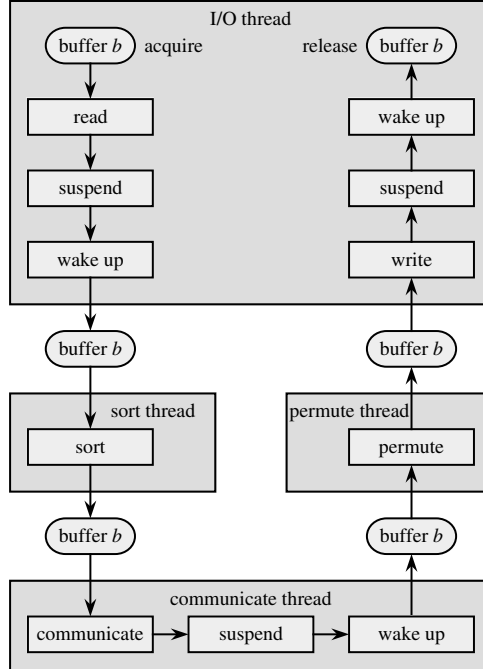 I/O thread
buffer b acquire
release buffer b
read
wake up
suspend
suspend
wake up
write
buffer b
buffer b
sort thread
permute thread
sort
permute
buffer b
buffer b
communicate thread
communicate
suspend
wake up